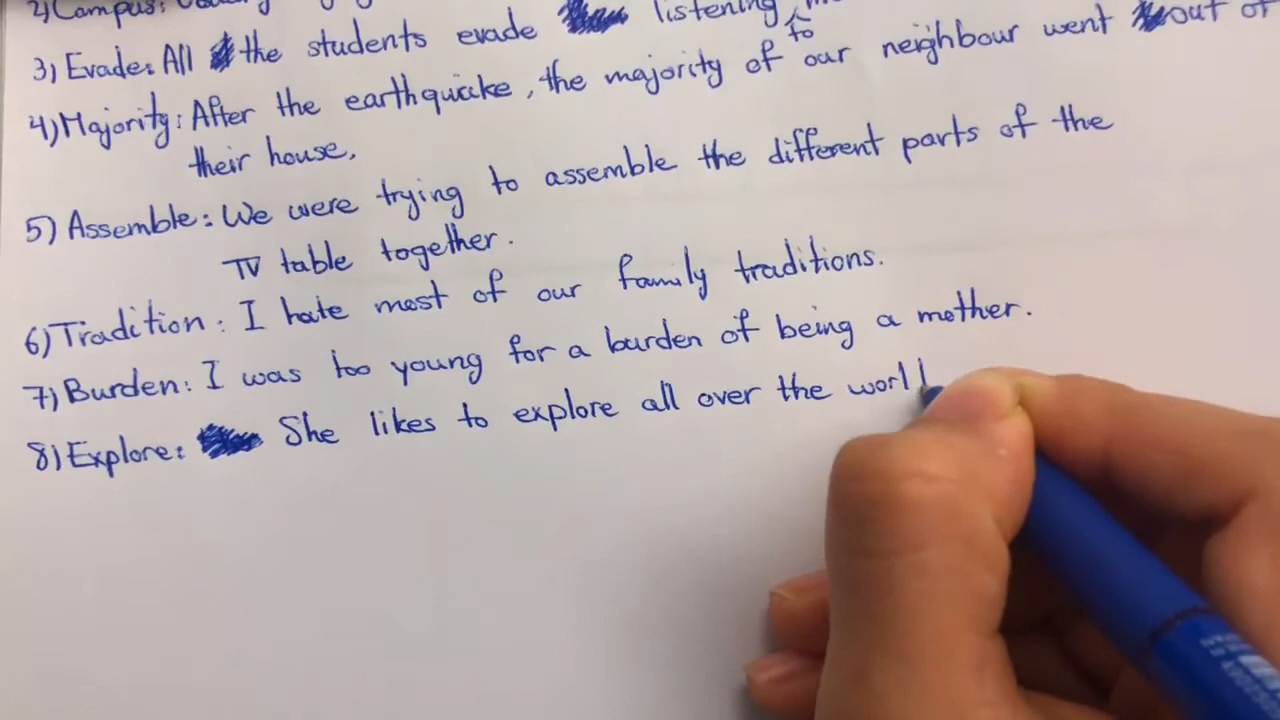 2) Campus:
3) Evade: All the students evade listening to
4) Majority: After the earthquake, the majority of our neighbour went out of
their house.
5) Assemble: We were trying to assemble the different parts of the
TV table together.
6) Tradition: I hate most of our family traditions.
7) Burden: I was too young for a burden of being a mother.
8) Explore: She likes to explore all over the worl